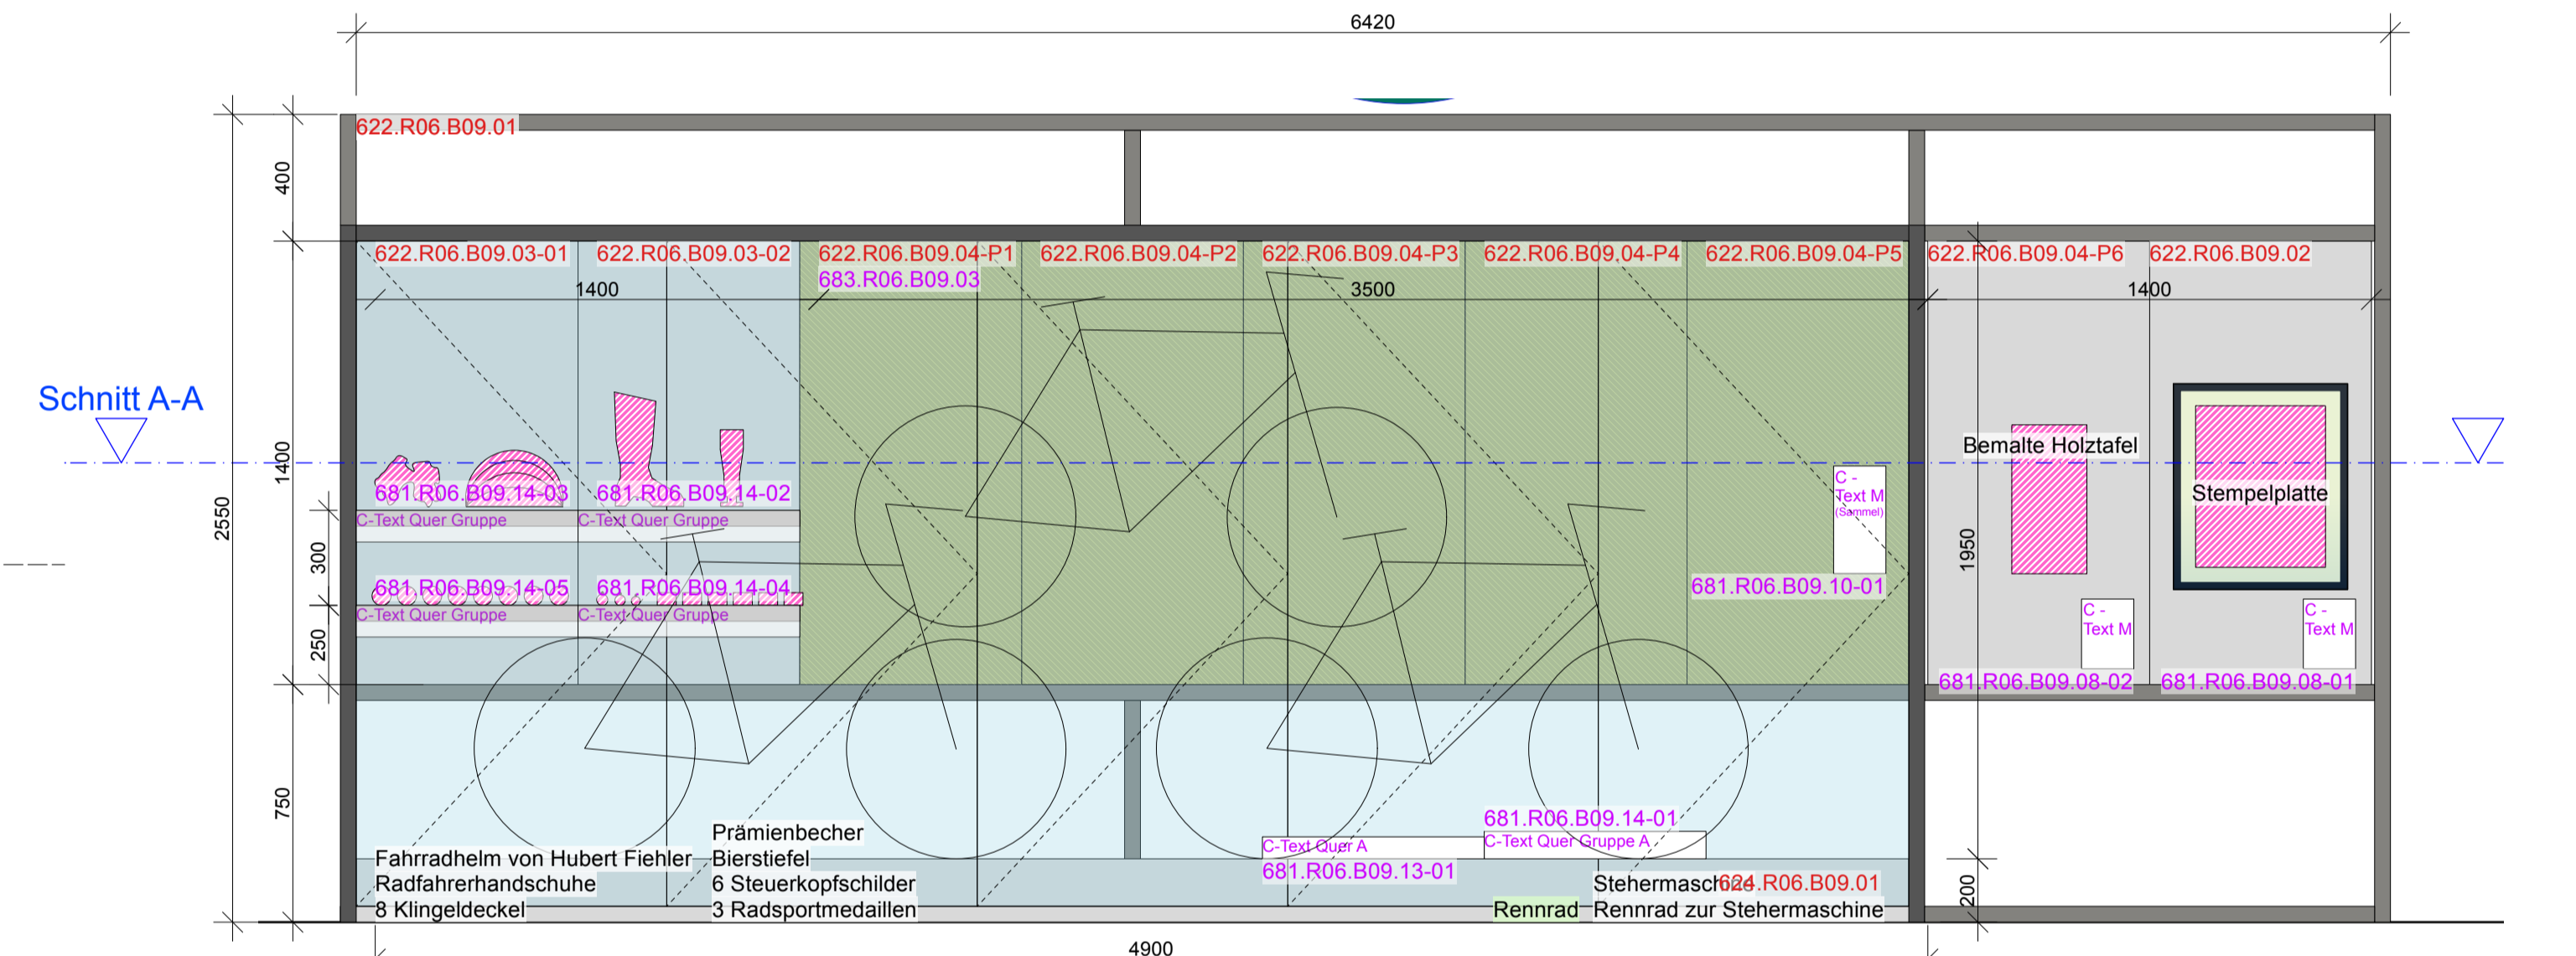 6420
622.R06.B09.01
400
622.R06.B09.03-01
622.R06.B09.03-02
622.R06.B09.04-P1
622.R06.B09.04-P2
622.R06.B09.04-P3
622.R06.B09.04-P4
622.R06.B09.04-P5
622.R06.B09.04-P6
622.R06.B09.02
683.R06.B09.03
1400
3500
1400
Schnitt A-A
1400
2550
Bemalte Holztafel
Stempelplatte
C -
Text M
(Sammel)
681.R06.B09.14-03
681.R06.B09.14-02
C-Text Quer Gruppe
C-Text Quer Gruppe
300
1950
681.R06.B09.14-05
681.R06.B09.14-04
681.R06.B09.10-01
C-Text Quer Gruppe
C-Text Quer Gruppe
250
C -
Text M
C -
Text M
681.R06.B09.08-02
681.R06.B09.08-01
750
681.R06.B09.14-01
C-Text Quer Gruppe A
C-Text Quer A
681.R06.B09.13-01
Fahrradhelm von Hubert Fiehler
Radfahrerhandschuhe
8 Klingeldeckel
Prämienbecher
Bierstiefel
6 Steuerkopfschilder
3 Radsportmedaillen
Rennrad
Stehermaschine
624.R06.B09.01
Rennrad zur Stehermaschine
200
4900